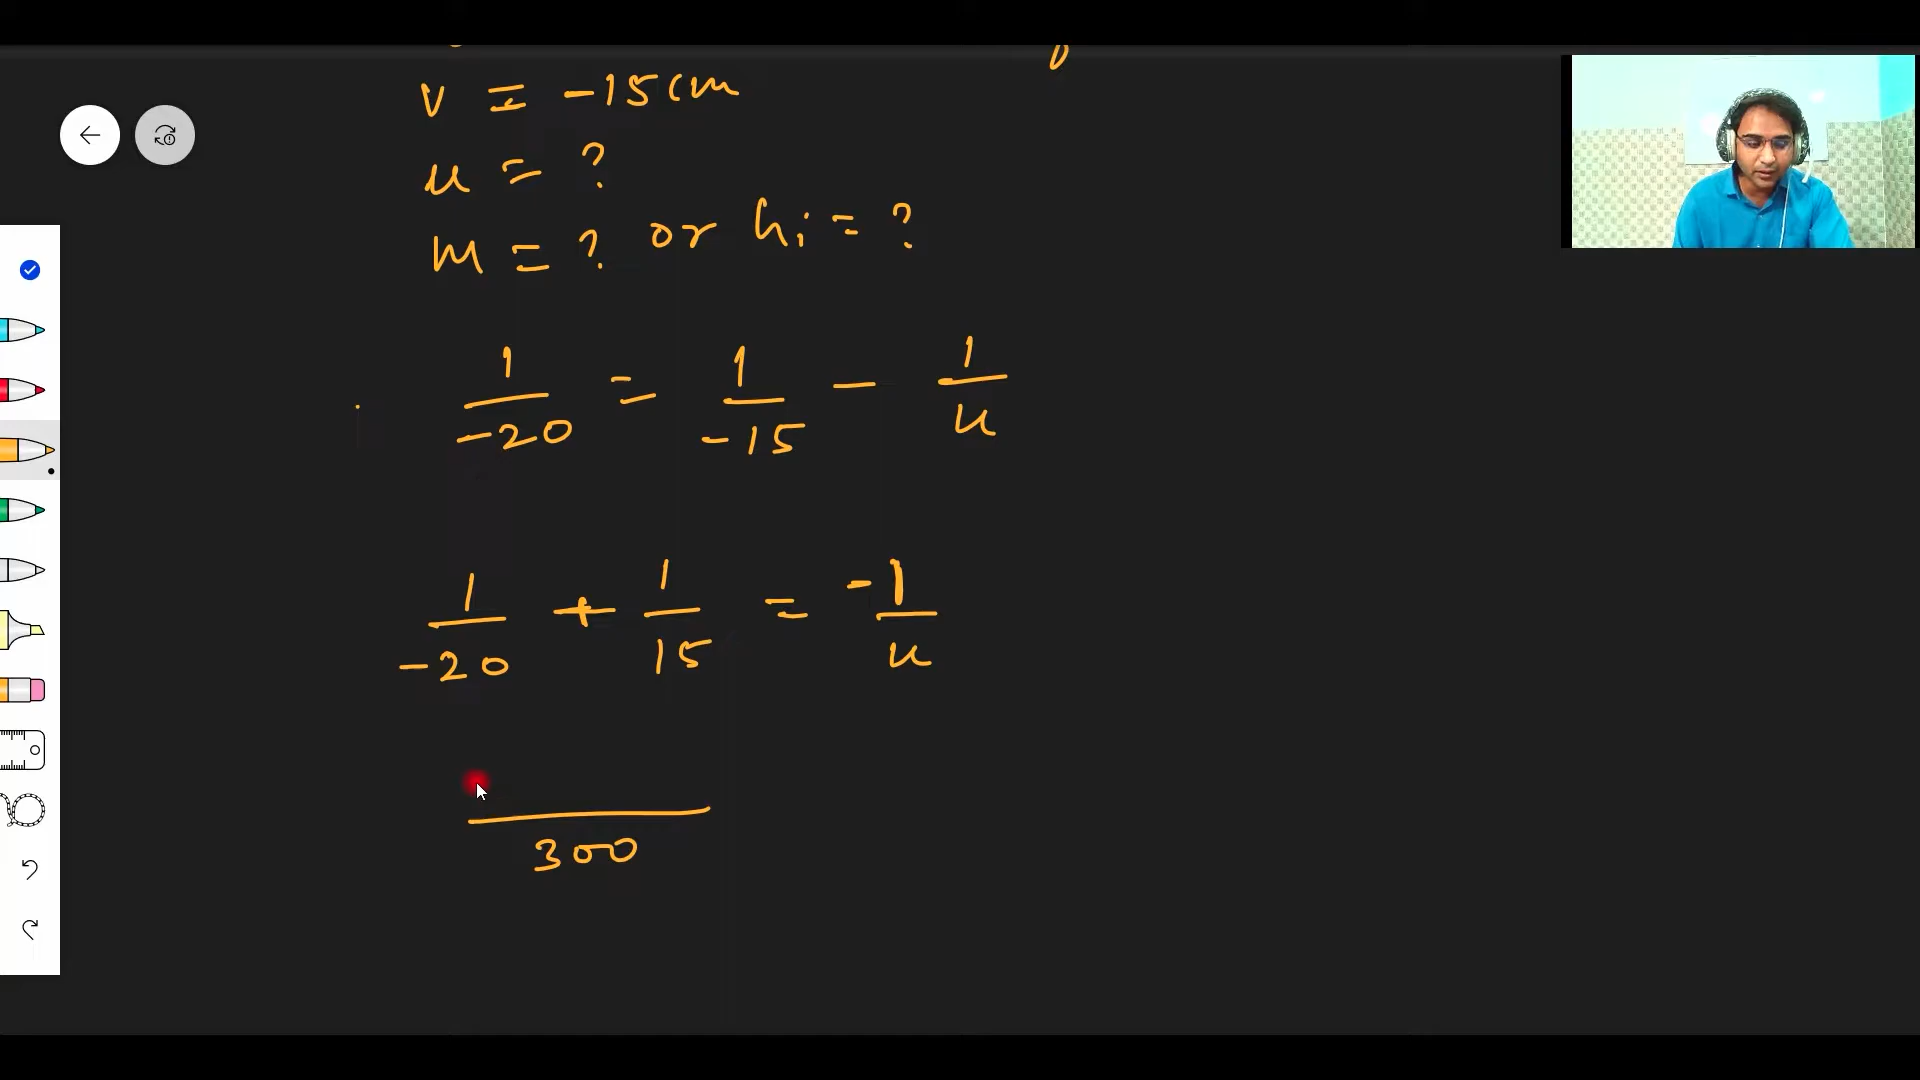 v = -15cm
u = ?
m = ? or hi = ?
1/-20 = 1/-15 - 1/u
1/-20 + 1/15 = -1/u
300